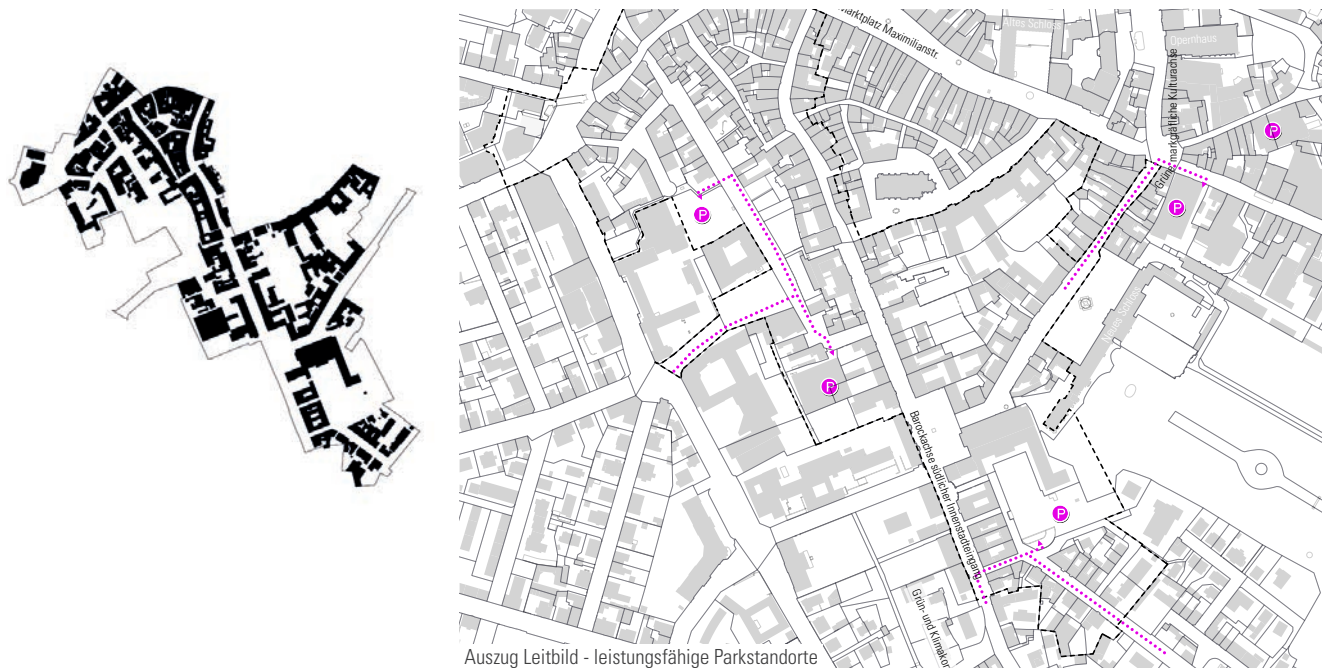 Marktplatz Maximilianstr.
Altes Schloss
Opernhaus
Grüne, markgräfliche Kulturachse
P
P
P
Neues Schloss
P
Barockachse südlicher Innenstadteingang
P
Grün- und Klimakor
Auszug Leitbild - leistungsfähige Parkstandorte